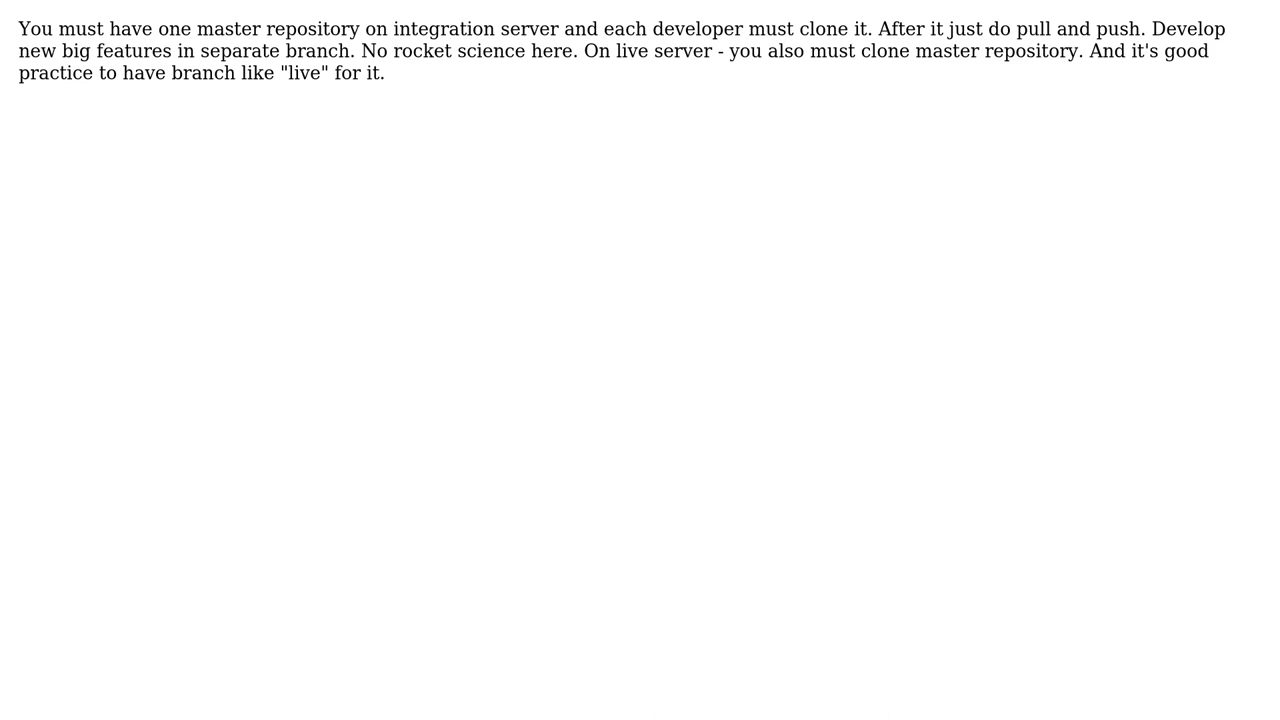 You must have one master repository on integration server and each developer must clone it. After it just do pull and push. Develop
new big features in separate branch. No rocket science here. On live server - you also must clone master repository. And it's good
practice to have branch like "live" for it.